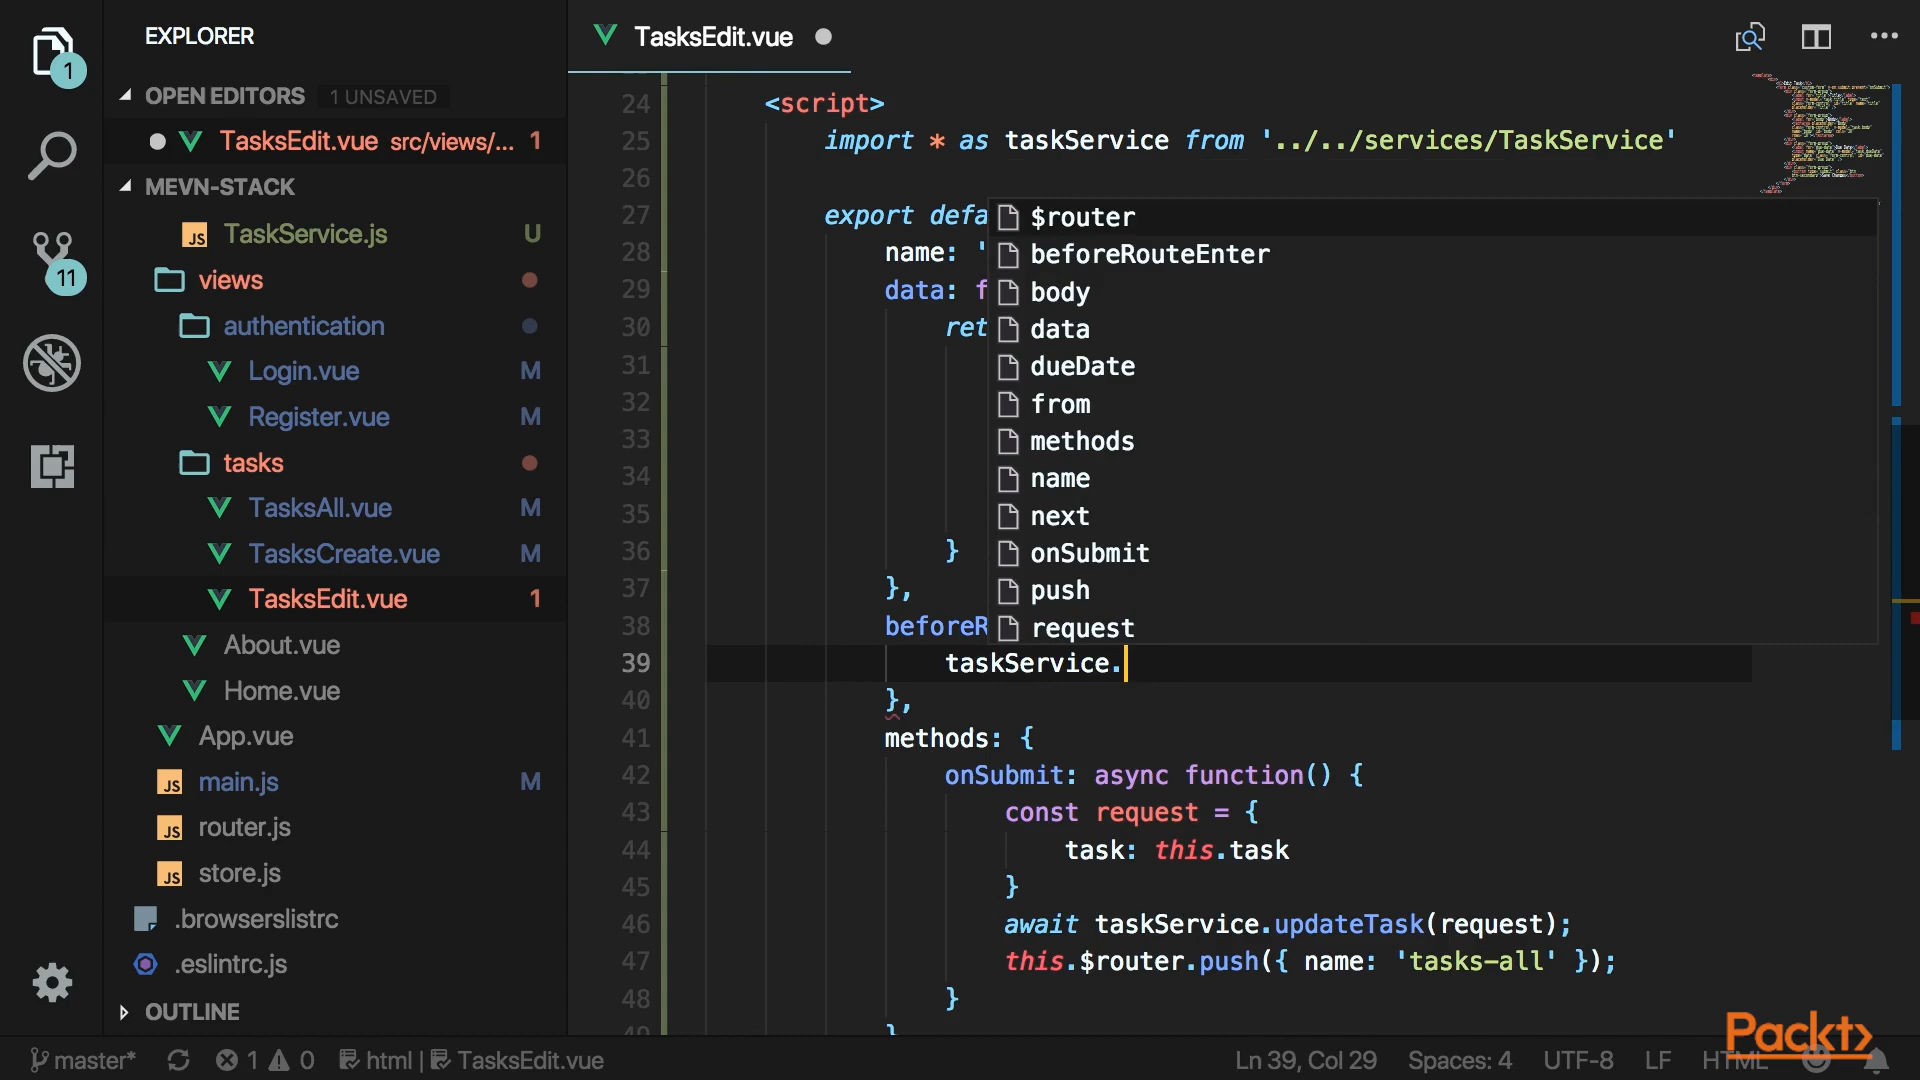 EXPLORER
1
OPEN EDITORS 1 UNSAVED
TasksEdit.vue src/views/... 1
MEVN-STACK
TaskService.js U
views
authentication
Login.vue M
Register.vue M
tasks
TasksAll.vue M
TasksCreate.vue M
TasksEdit.vue 1
About.vue
Home.vue
App.vue
main.js M
router.js
store.js
.browserslistrc
.eslintrc.js
OUTLINE
11
TasksEdit.vue
24 <script>
25 import * as taskService from '../../services/TaskService'
26
27 export defa
28 name: '
29 data: f
30 ret
31
32
33
34
35
36 }
37 },
38 beforeR
39 taskService.
40 },
41 methods: {
42 onSubmit: async function() {
43 const request = {
44 task: this.task
45 }
46 await taskService.updateTask(request);
47 this.$router.push({ name: 'tasks-all' });
48 }
49 }
$router
beforeRouteEnter
body
data
dueDate
from
methods
name
next
onSubmit
push
request
Packt>
master* 1 0 html | TasksEdit.vue Ln 39, Col 29 Spaces: 4 UTF-8 LF HTML